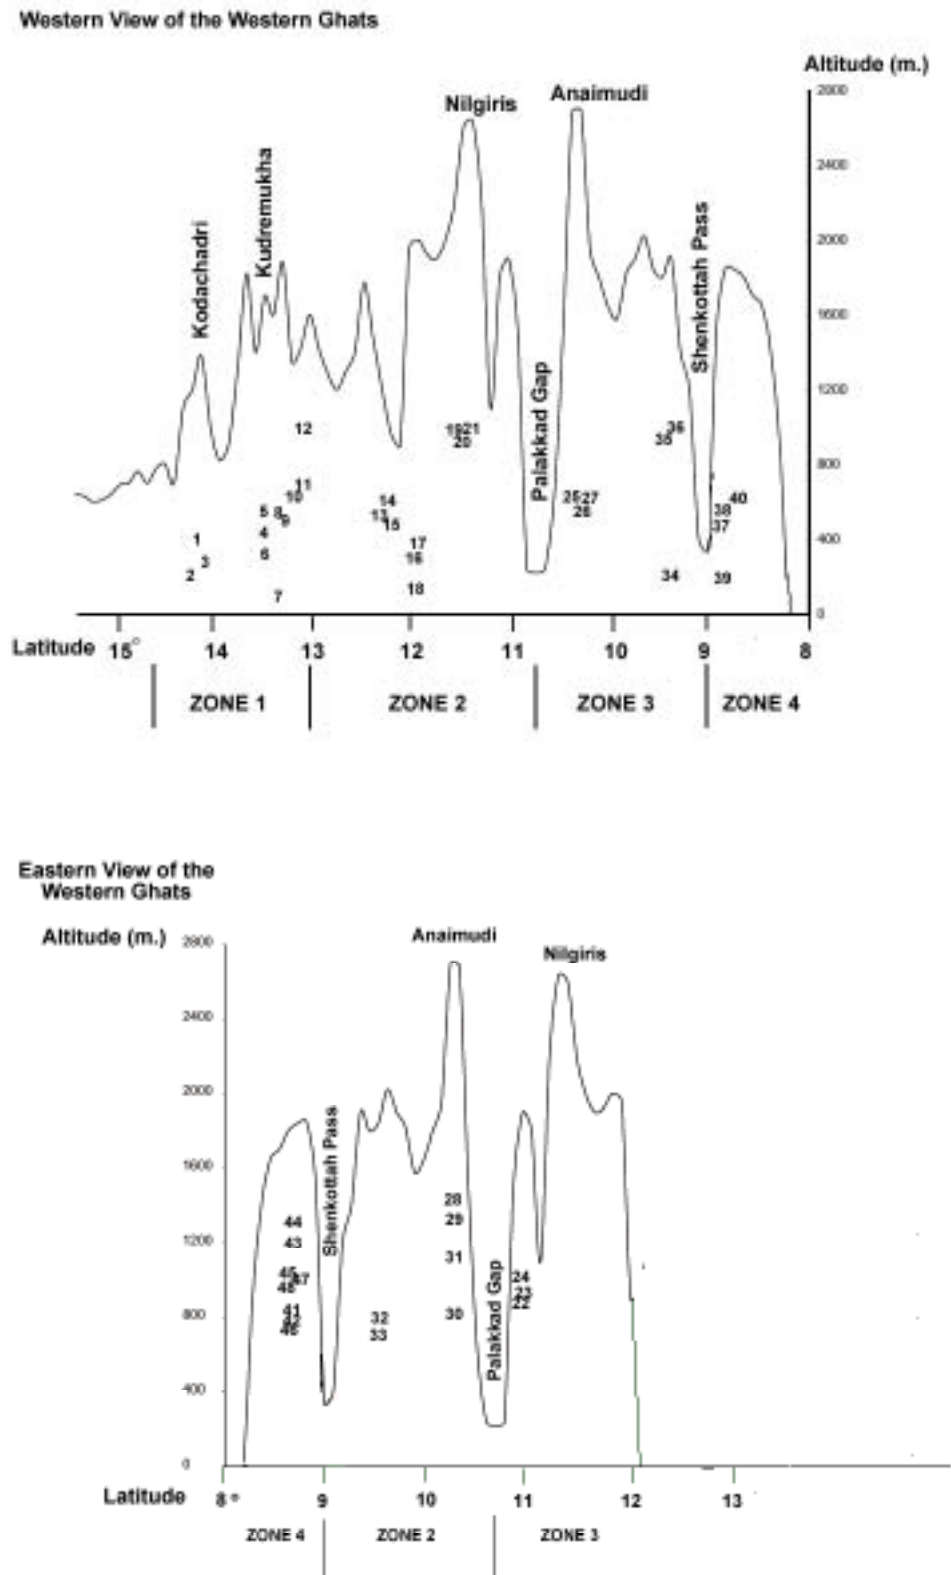 Western View of the Western Ghats
Altitude (m.)
Nilgiris
Anaimudi
Kodachadri
Kudremukha
Palakkad Gap
Shenkottah Pass
2800
2400
2000
1600
1200
800
400
0
12
19 21
20
36
35
11
10
5 8
9
4
6
7
1
3
2
14
13
15
17
16
18
25 27
26
34
40
38
37
39
Latitude 15° 14 13 12 11 10 9 8
ZONE 1 ZONE 2 ZONE 3 ZONE 4
Eastern View of the
Western Ghats
Altitude (m.)
Anaimudi
Nilgiris
Shenkottah Pass
Palakkad Gap
2800
2400
2000
1600
1200
800
400
0
44
43
41
28
29
31
30
32
33
24
Latitude 8° 9 10 11 12 13
ZONE 4 ZONE 2 ZONE 3